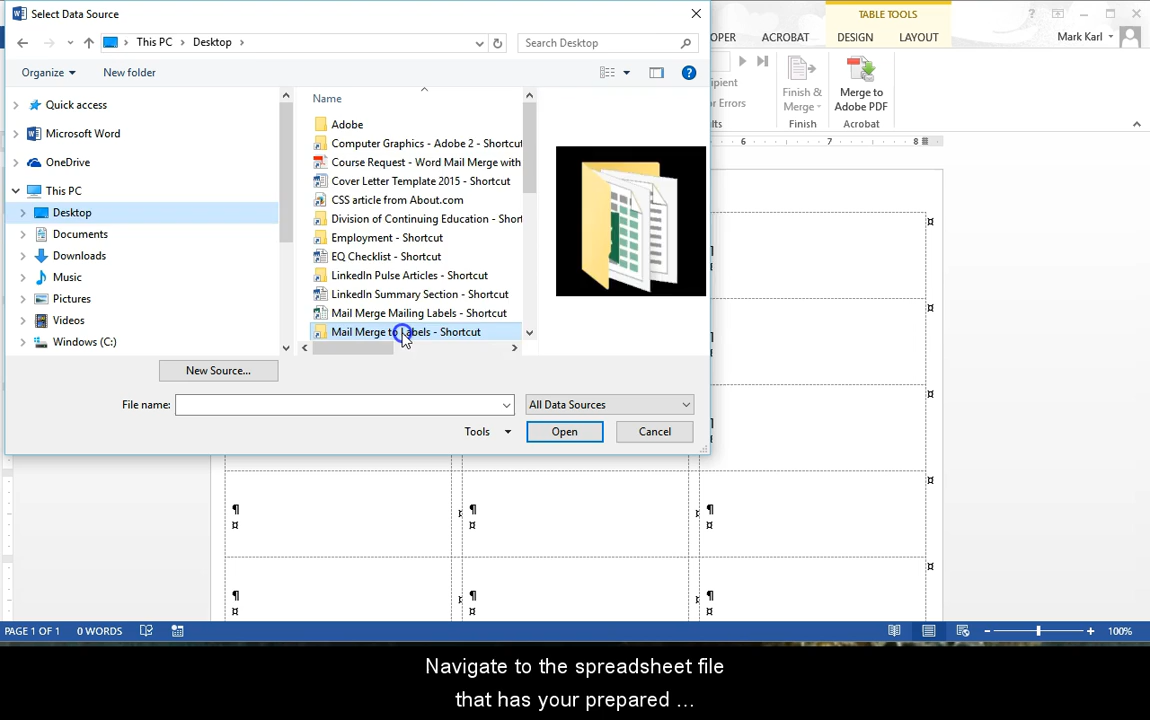 Select Data Source
This PC
Desktop
Search Desktop
Organize
New folder
Quick access
Microsoft Word
OneDrive
This PC
Desktop
Documents
Downloads
Music
Pictures
Videos
Windows (C:)
Name
Adobe
Computer Graphics - Adobe 2 - Shortcut
Course Request - Word Mail Merge with
Cover Letter Template 2015 - Shortcut
CSS article from About.com
Division of Continuing Education - Short
Employment - Shortcut
EQ Checklist - Shortcut
LinkedIn Pulse Articles - Shortcut
LinkedIn Summary Section - Shortcut
Mail Merge Mailing Labels - Shortcut
Mail Merge to Labels - Shortcut
New Source...
File name:
All Data Sources
Tools
Open
Cancel
TABLE TOOLS
OPER
ACROBAT
DESIGN
LAYOUT
Mark Karl
ipient
r Errors
lts
Finish &
Merge
Finish
Merge to
Adobe PDF
Acrobat
6
7
8
PAGE 1 OF 1
0 WORDS
100%
Navigate to the spreadsheet file
that has your prepared ...